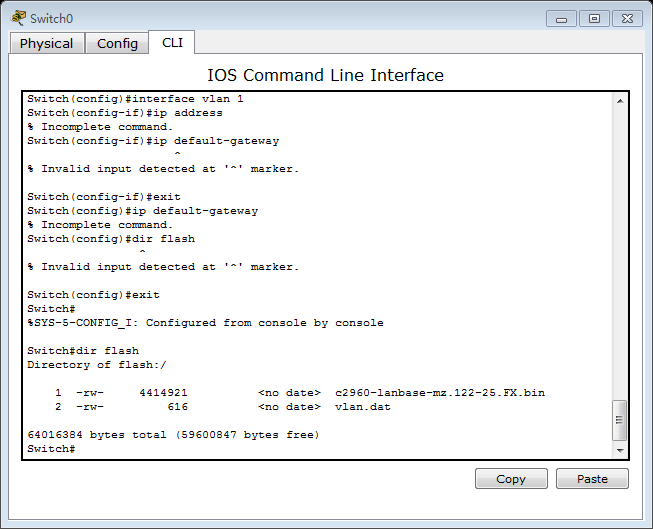 Switch0
Physical Config CLI
IOS Command Line Interface
Switch(config)#interface vlan 1
Switch(config-if)#ip address
% Incomplete command.
Switch(config-if)#ip default-gateway
^
% Invalid input detected at '^' marker.
Switch(config-if)#exit
Switch(config)#ip default-gateway
% Incomplete command.
Switch(config)#dir flash
^
% Invalid input detected at '^' marker.
Switch(config)#exit
Switch#
%SYS-5-CONFIG_I: Configured from console by console
Switch#dir flash
Directory of flash:/
1 -rw- 4414921 <no date> c2960-lanbase-mz.122-25.FX.bin
2 -rw- 616 <no date> vlan.dat
64016384 bytes total (59600847 bytes free)
Switch#
Copy Paste